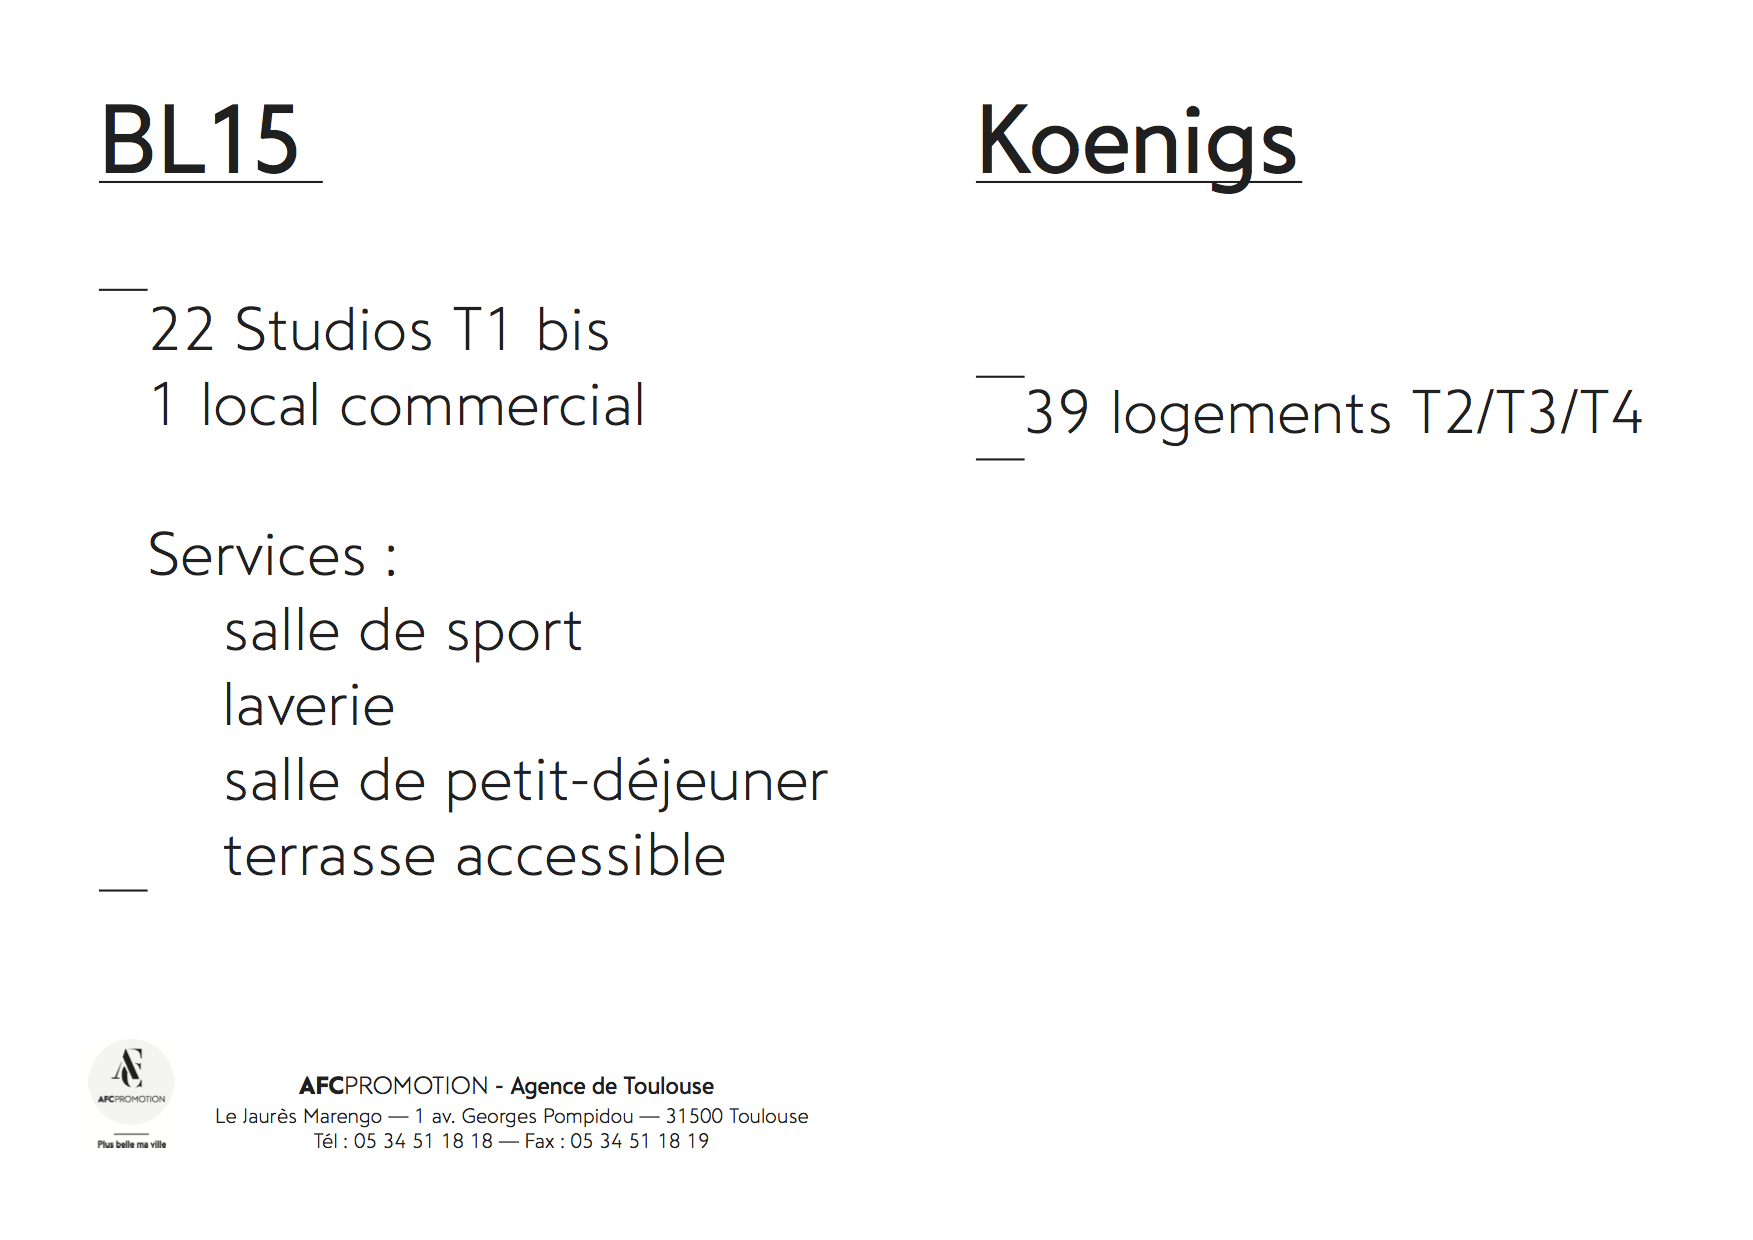 BL15
22 Studios T1 bis
1 local commercial
Services :
salle de sport
laverie
salle de petit-déjeuner
terrasse accessible
Koenigs
39 logements T2/T3/T4
AFCPROMOTION
Plus belle ma ville
AFCPROMOTION - Agence de Toulouse
Le Jaurès Marengo — 1 av. Georges Pompidou — 31500 Toulouse
Tél : 05 34 51 18 18 — Fax : 05 34 51 18 19